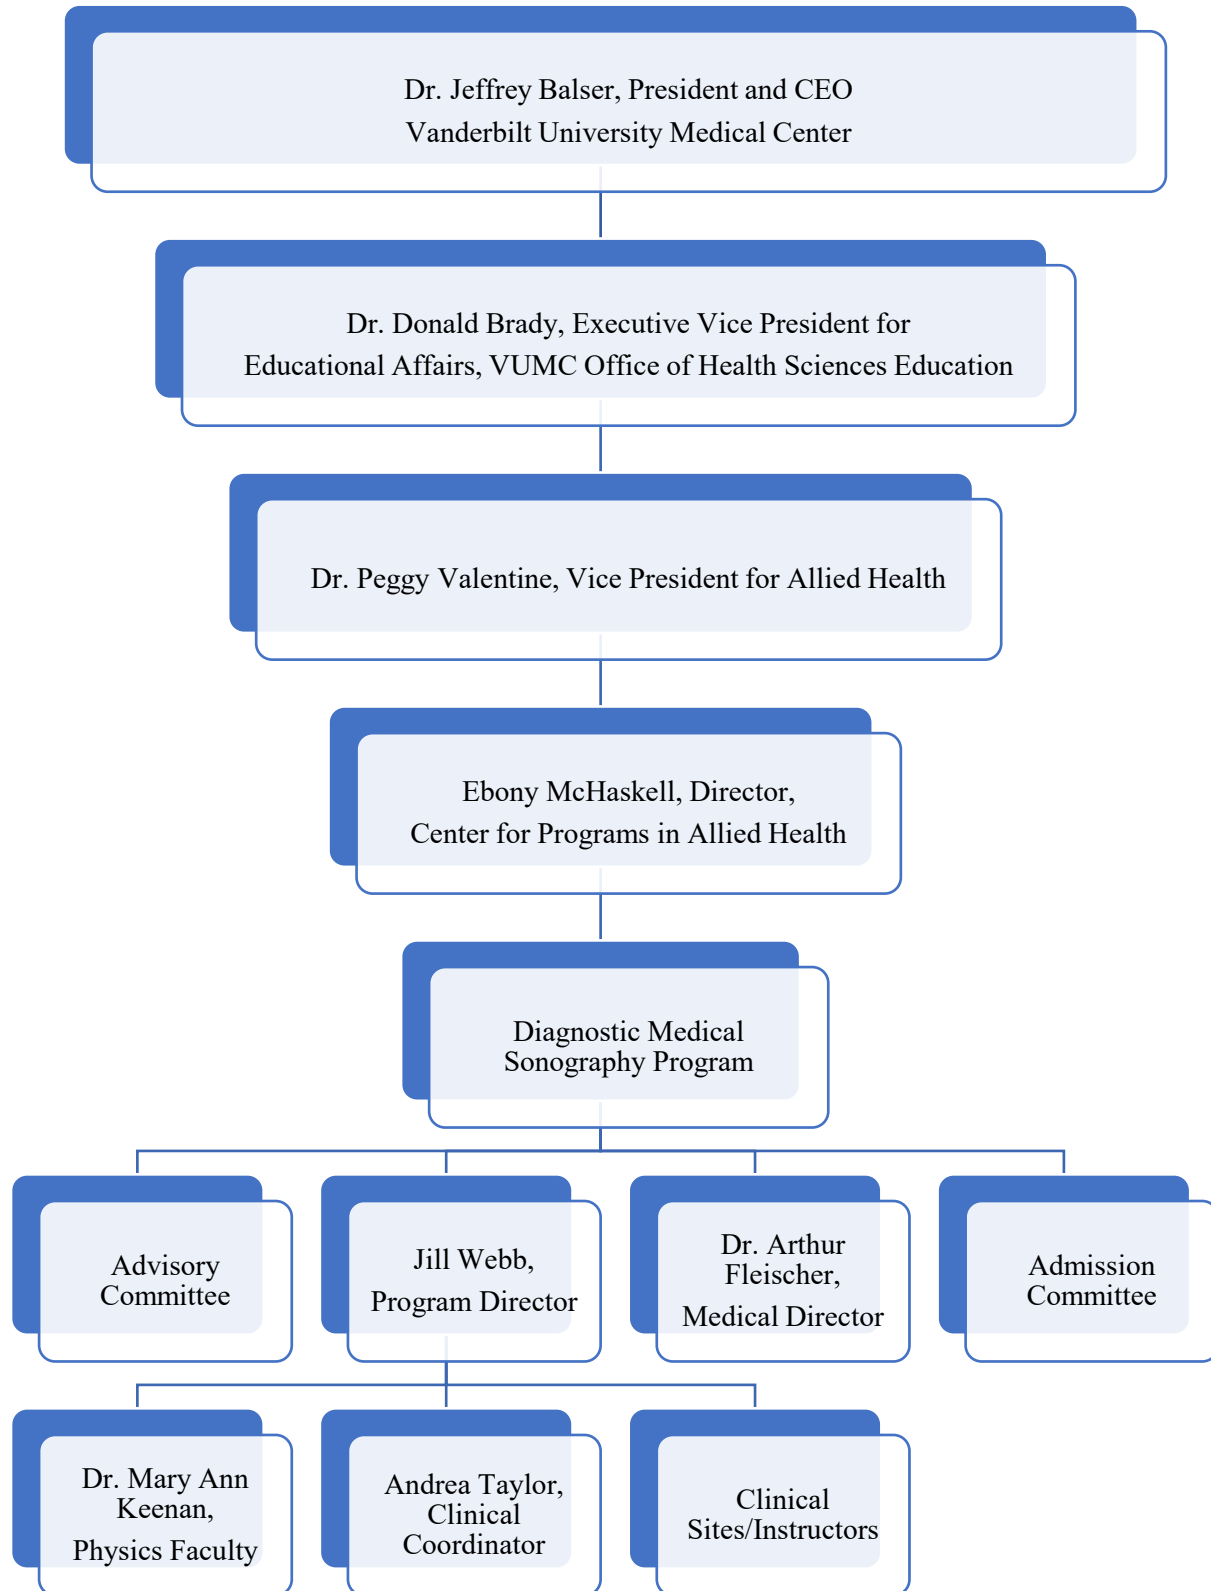 Dr. Jeffrey Balser, President and CEO
Vanderbilt University Medical Center
Dr. Donald Brady, Executive Vice President for
Educational Affairs, VUMC Office of Health Sciences Education
Dr. Peggy Valentine, Vice President for Allied Health
Ebony McHaskell, Director,
Center for Programs in Allied Health
Diagnostic Medical
Sonography Program
Advisory
Committee
Jill Webb,
Program Director
Dr. Arthur
Fleischer,
Medical Director
Admission
Committee
Dr. Mary Ann
Keenan,
Physics Faculty
Andrea Taylor,
Clinical
Coordinator
Clinical
Sites/Instructors